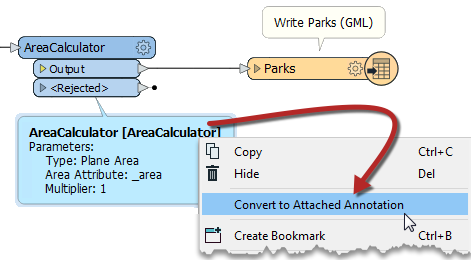 Write Parks (GML)
AreaCalculator
Output
Parks
<Rejected>
AreaCalculator [AreaCalculator]
Parameters:
Type: Plane Area
Area Attribute: _area
Multiplier: 1
Copy Ctrl+C
Hide Del
Convert to Attached Annotation
Create Bookmark Ctrl+B